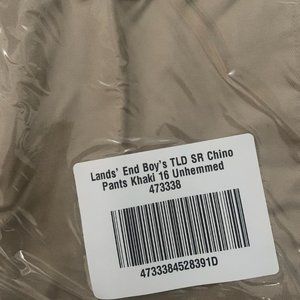 Lands' End Boy's TLD SR Chino
Pants Khaki 16 Unhemmed
473338
4733384528391D